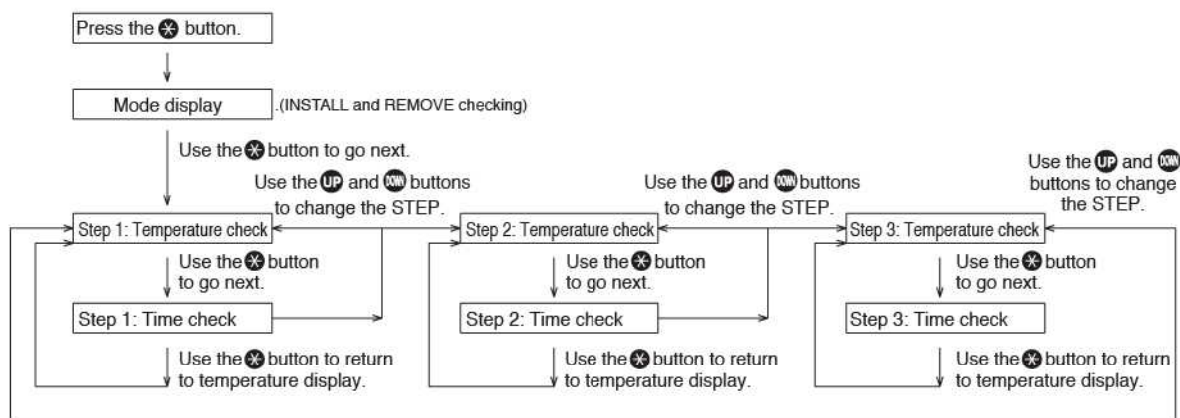 Press the ⊛ button.
Mode display
.(INSTALL and REMOVE checking)
Use the ⊛ button to go next.
Use the UP and DOWN buttons
to change the STEP.
Use the UP and DOWN buttons
to change the STEP.
Use the UP and DOWN
buttons to change
the STEP.
Step 1: Temperature check
Step 2: Temperature check
Step 3: Temperature check
Use the ⊛ button
to go next.
Use the ⊛ button
to go next.
Use the ⊛ button
to go next.
Step 1: Time check
Step 2: Time check
Step 3: Time check
Use the ⊛ button to return
to temperature display.
Use the ⊛ button to return
to temperature display.
Use the ⊛ button to return
to temperature display.